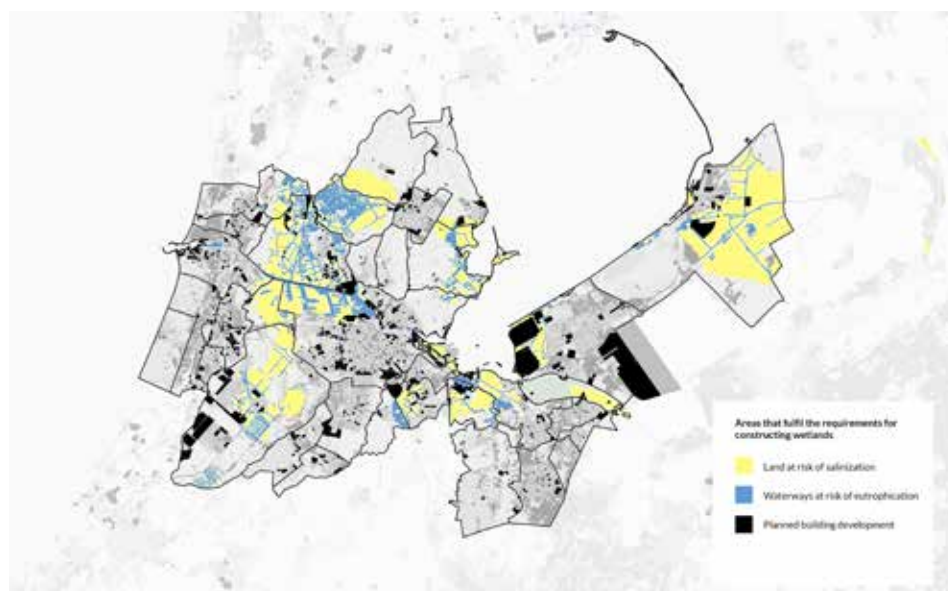 Areas that fulfil the requirements for
constructing wetlands
Land at risk of salinization
Waterways at risk of eutrophication
Planned building development